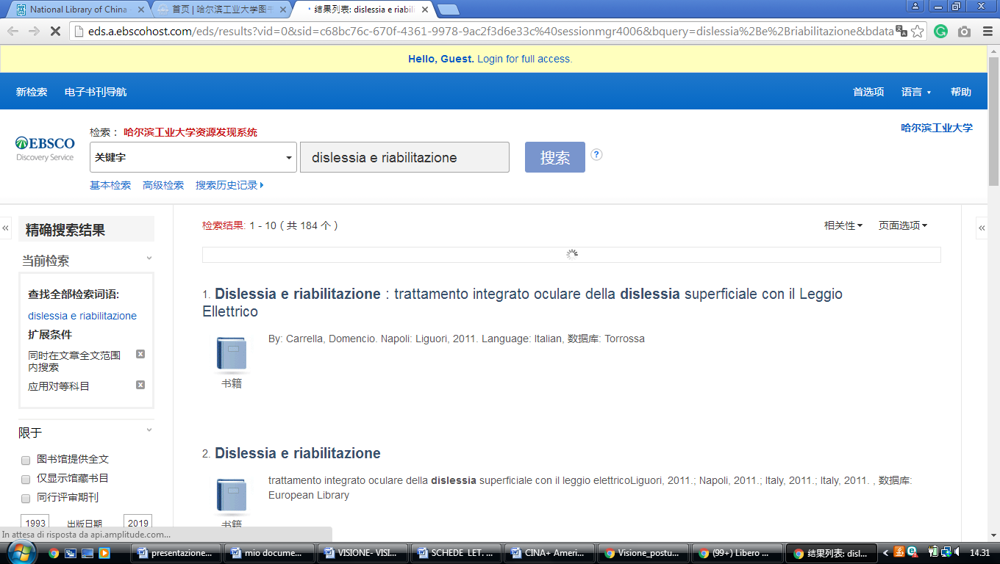 National Library of China
首页 | 哈尔滨工业大学图书
结果列表: dislessia e riabili
eds.a.ebscohost.com/eds/results?vid=0&sid=c68bc76c-670f-4361-9978-9ac2f3d6e33c%40sessionmgr4006&bquery=dislessia%2Be%2Briabilitazione&bdata
Hello, Guest. Login for full access.
新检索 电子书刊导航 首选项 语言 帮助
检索： 哈尔滨工业大学资源发现系统 哈尔滨工业大学
EBSCO
Discovery Service
关键字 dislessia e riabilitazione 搜索 ?
基本检索 高级检索 搜索历史记录
« 精确搜索结果
检索结果: 1 - 10 ( 共 184 个 ) 相关性 页面选项 «
当前检索
查找全部检索词语:
dislessia e riabilitazione
扩展条件
同时在文章全文范围
内搜索
应用对等科目
限于
图书馆提供全文
仅显示馆藏书目
同行评审期刊
1993 出版日期 2019
1. Dislessia e riabilitazione : trattamento integrato oculare della dislessia superficiale con il Leggio
Ellettrico
By: Carrella, Domencio. Napoli: Liguori, 2011. Language: Italian, 数据库: Torrossa
书籍
2. Dislessia e riabilitazione
trattamento integrato oculare della dislessia superficiale con il leggio elettricoLiguori, 2011.; Napoli, 2011.; Italy, 2011.; Italy, 2011. , 数据库:
European Library
书籍
In attesa di risposta da api.amplitude.com...
presentazione... mio docume... VISIONE- VISI... SCHEDE LET. ... CINA+ Ameri... Visione_postu... (99+) Libero ... 结果列表: disl... 14.31